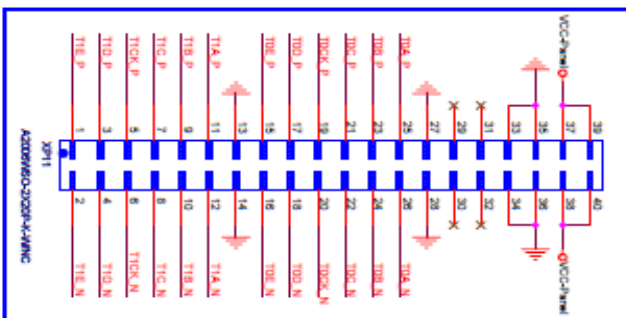 VCC-Panel
T1E_P
T1D_P
T1CK_P
T1C_P
T1B_P
T1A_P
T0E_P
T0D_P
T0CK_P
T0C_P
T0B_P
T0A_P
1 3 5 7 9 11 13 15 17 19 21 23 25 27 29 31 33 35 37 39
XP11
2 4 6 8 10 12 14 16 18 20 22 24 26 28 30 32 34 36 38 40
T1E_N
T1D_N
T1CK_N
T1C_N
T1B_N
T1A_N
T0E_N
T0D_N
T0CK_N
T0C_N
T0B_N
T0A_N
VCC-Panel